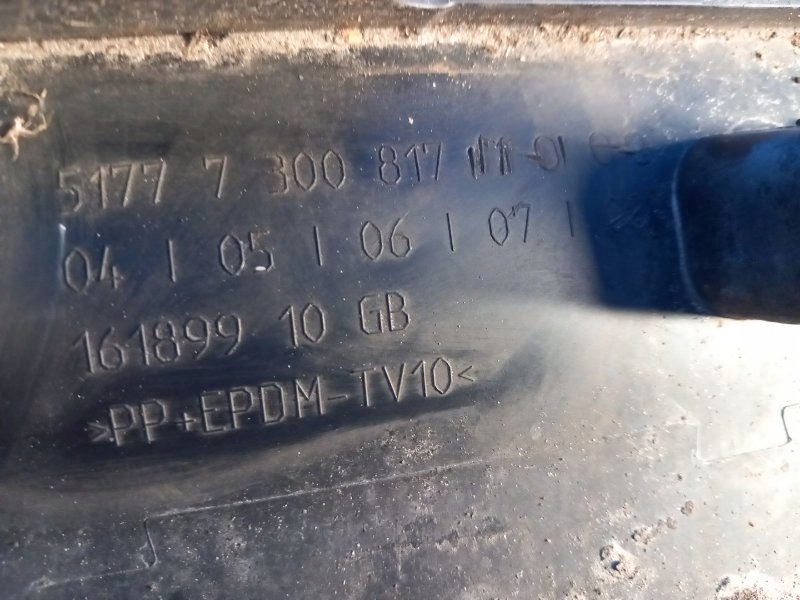 5177 7 300 817
04 | 05 | 06 | 07 |
161899 10 GB
>PP+EPDM-TV10<